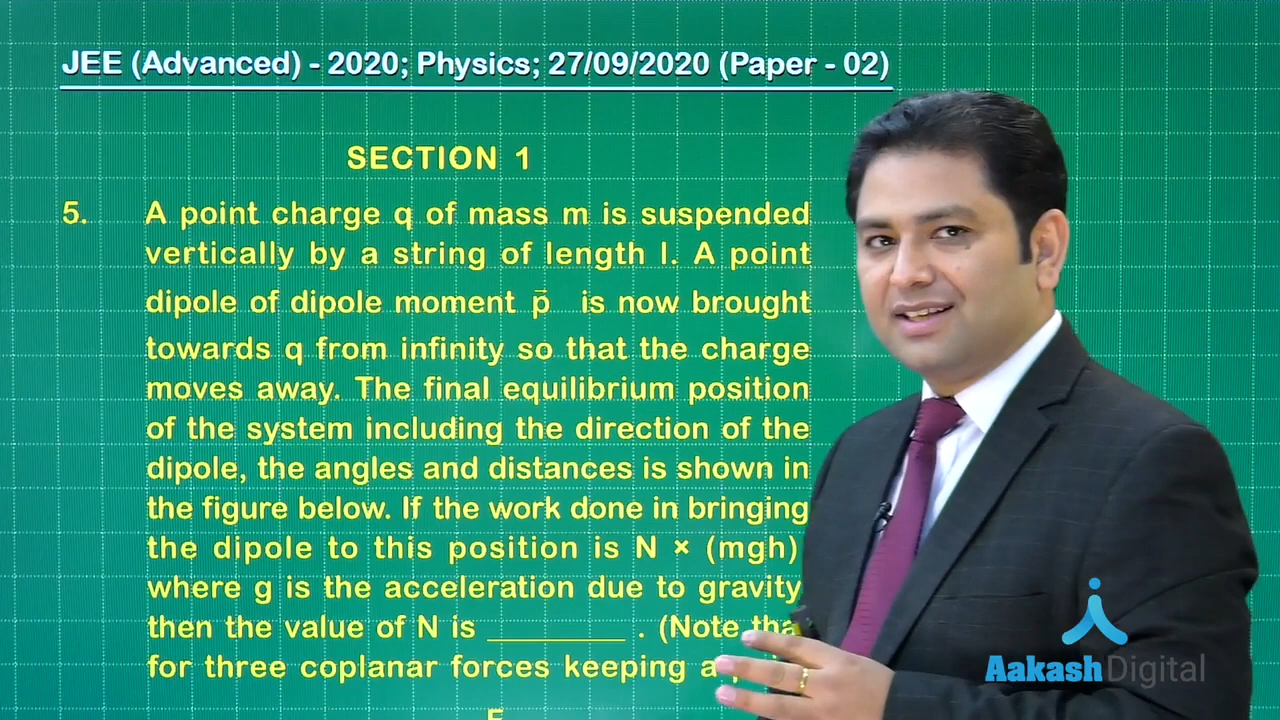 JEE (Advanced) - 2020; Physics; 27/09/2020 (Paper - 02)
SECTION 1
5. A point charge q of mass m is suspended
vertically by a string of length l. A point
dipole of dipole moment p̄ is now brought
towards q from infinity so that the charge
moves away. The final equilibrium position
of the system including the direction of the
dipole, the angles and distances is shown in
the figure below. If the work done in bringing
the dipole to this position is N × (mgh)
where g is the acceleration due to gravity,
then the value of N is ________ . (Note
for three coplanar forces keeping a
F
Aakash Digital